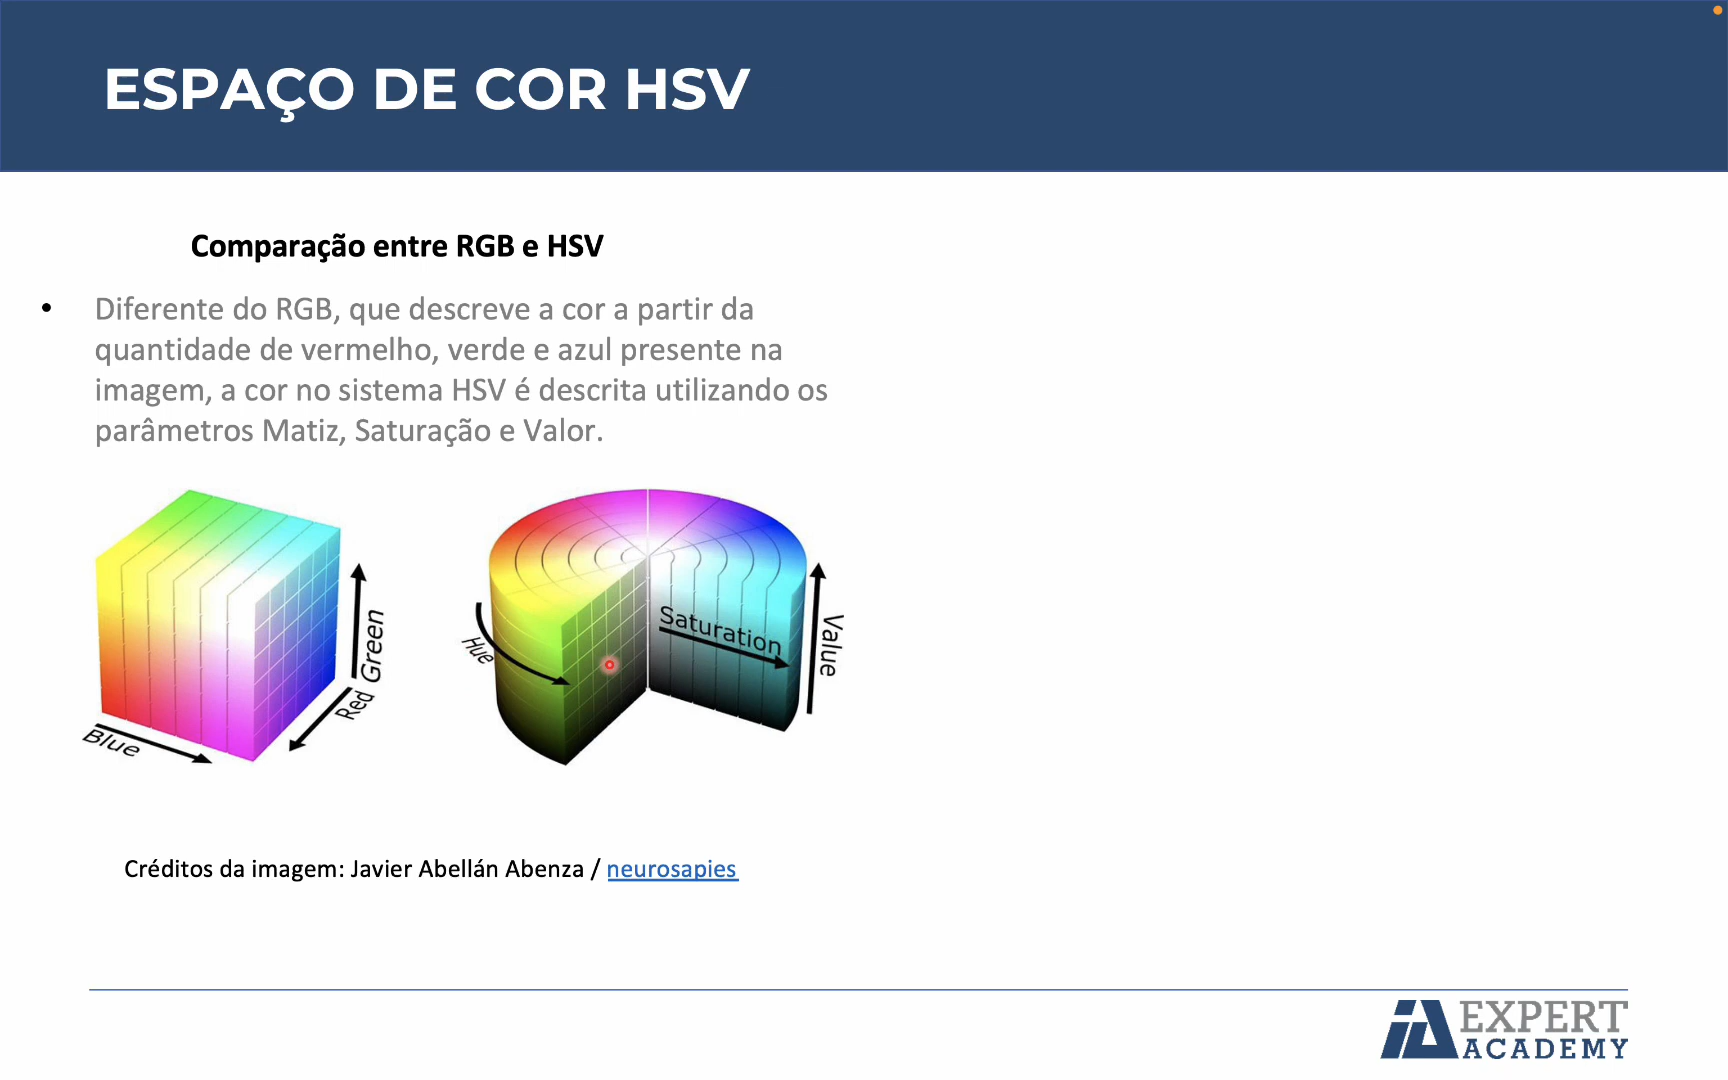 ESPAÇO DE COR HSV
Comparação entre RGB e HSV
• Diferente do RGB, que descreve a cor a partir da
quantidade de vermelho, verde e azul presente na
imagem, a cor no sistema HSV é descrita utilizando os
parâmetros Matiz, Saturação e Valor.
Green
Red
Blue
Hue
Saturation
Value
Créditos da imagem: Javier Abellán Abenza / neurosapies
IA EXPERT
ACADEMY